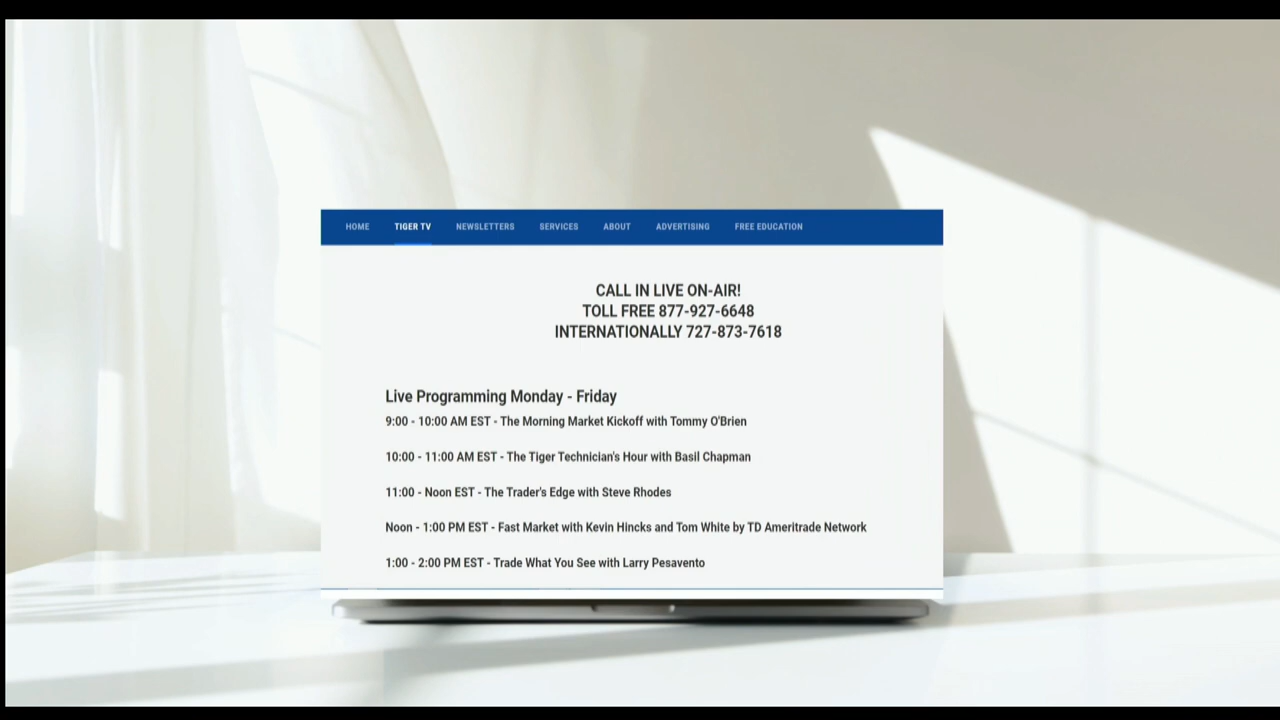 HOME TIGER TV NEWSLETTERS SERVICES ABOUT ADVERTISING FREE EDUCATION
CALL IN LIVE ON-AIR!
TOLL FREE 877-927-6648
INTERNATIONALLY 727-873-7618
Live Programming Monday - Friday
9:00 - 10:00 AM EST - The Morning Market Kickoff with Tommy O'Brien
10:00 - 11:00 AM EST - The Tiger Technician's Hour with Basil Chapman
11:00 - Noon EST - The Trader's Edge with Steve Rhodes
Noon - 1:00 PM EST - Fast Market with Kevin Hincks and Tom White by TD Ameritrade Network
1:00 - 2:00 PM EST - Trade What You See with Larry Pesavento